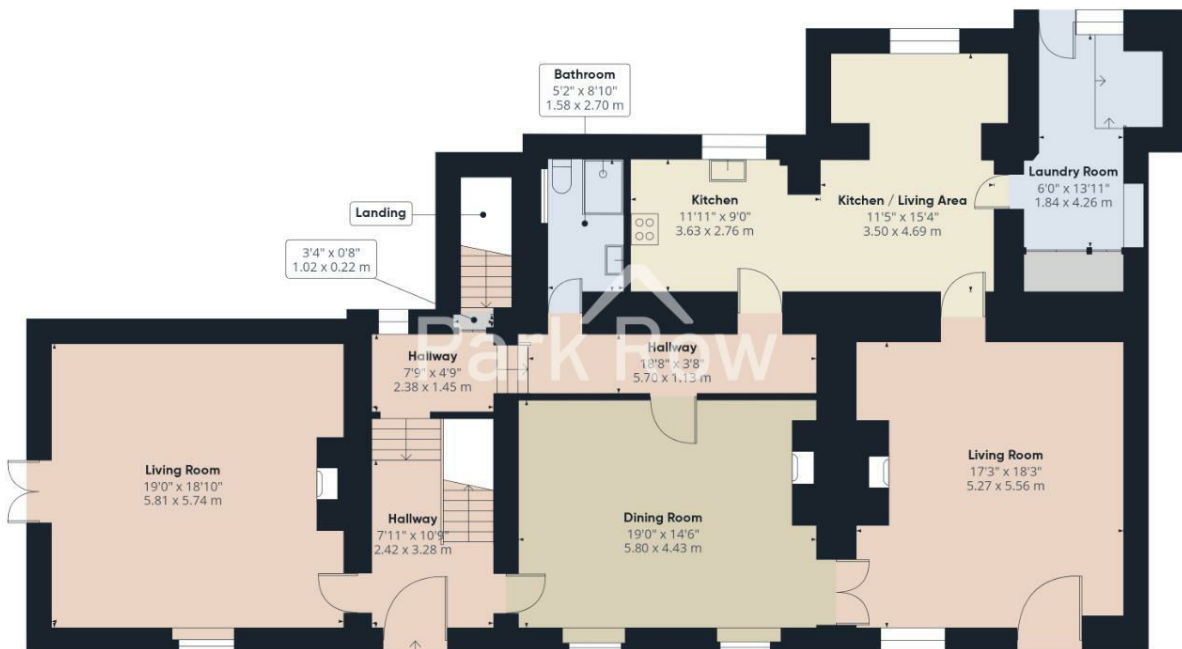 Bathroom
5'2" x 8'10"
1.58 x 2.70 m
Landing
3'4" x 0'8"
1.02 x 0.22 m
Kitchen
11'11" x 9'0"
3.63 x 2.76 m
Kitchen / Living Area
11'5" x 15'4"
3.50 x 4.69 m
Laundry Room
6'0" x 13'11"
1.84 x 4.26 m
Park Row
Hallway
7'9" x 4'9"
2.38 x 1.45 m
Hallway
18'8" x 3'8"
5.70 x 1.13 m
Living Room
19'0" x 18'10"
5.81 x 5.74 m
Hallway
7'11" x 10'9"
2.42 x 3.28 m
Dining Room
19'0" x 14'6"
5.80 x 4.43 m
Living Room
17'3" x 18'3"
5.27 x 5.56 m